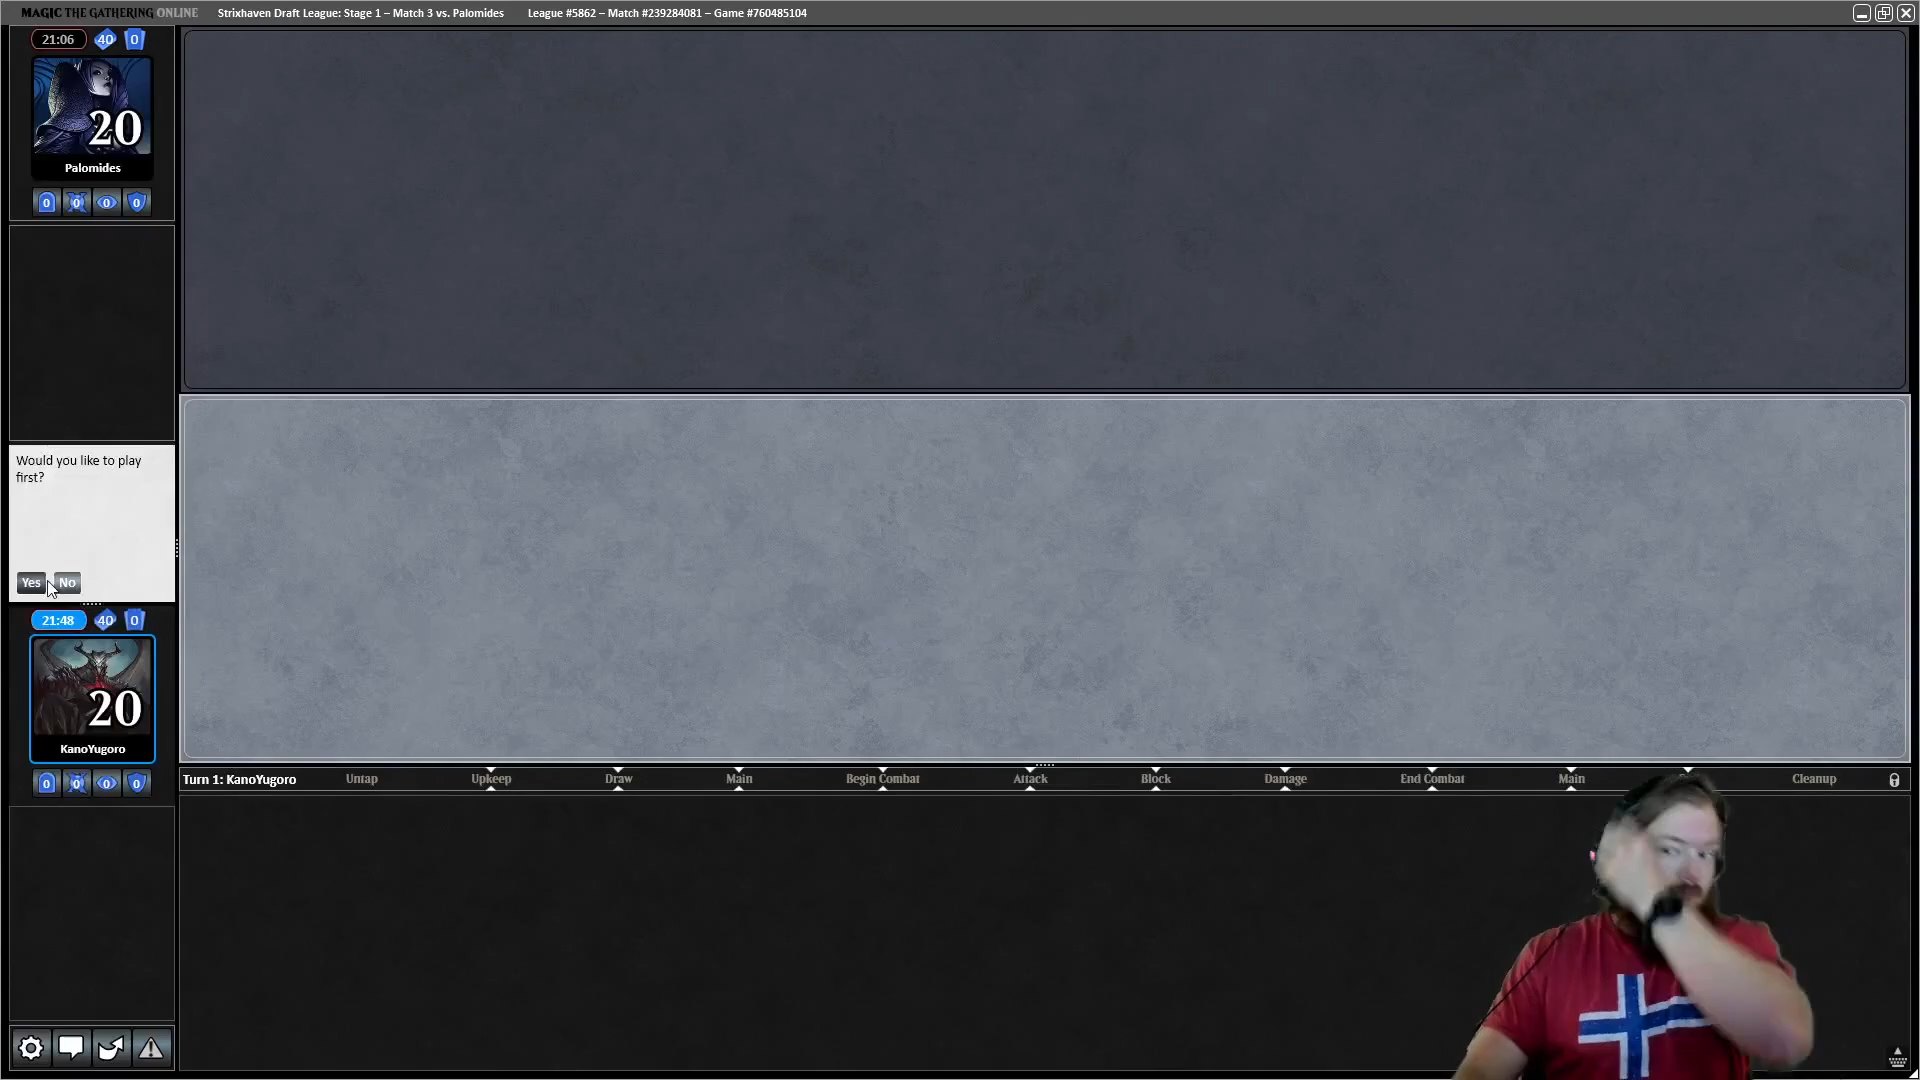 MAGIC THE GATHERING ONLINE
Strixhaven Draft League: Stage 1 – Match 3 vs. Palomides
League #5862 – Match #239284081 – Game #760485104
21:06
40
0
20
Palomides
0 0 0 0
Would you like to play
first?
Yes No
21:48
40
0
20
KanoYugoro
0 0 0 0
Turn 1: KanoYugoro
Untap
Upkeep
Draw
Main
Begin Combat
Attack
Block
Damage
End Combat
Main
Cleanup